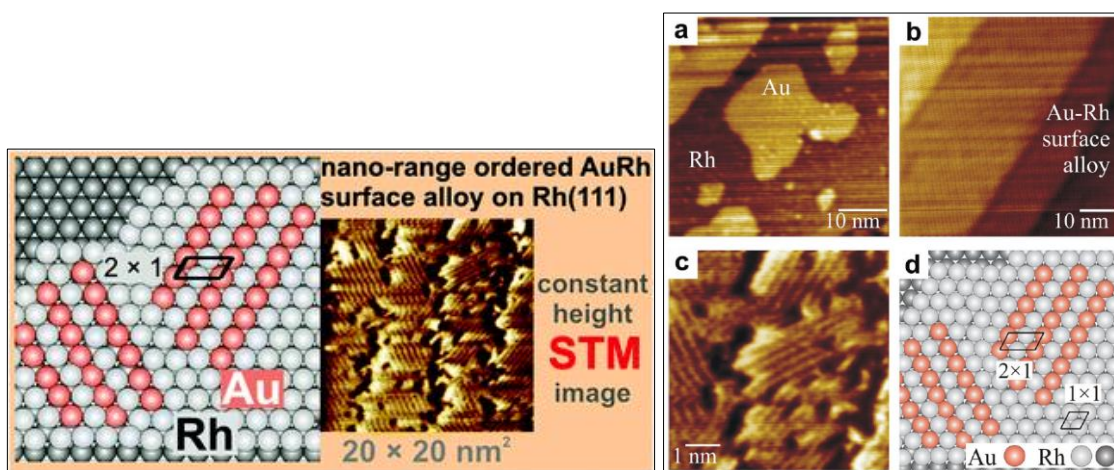 nano-range ordered AuRh
surface alloy on Rh(111)
2 × 1
Au
Rh
constant
height
STM
image
20 × 20 nm²
a
Au
Rh
10 nm
b
Au-Rh
surface
alloy
10 nm
c
1 nm
d
2×1
1×1
Au Rh